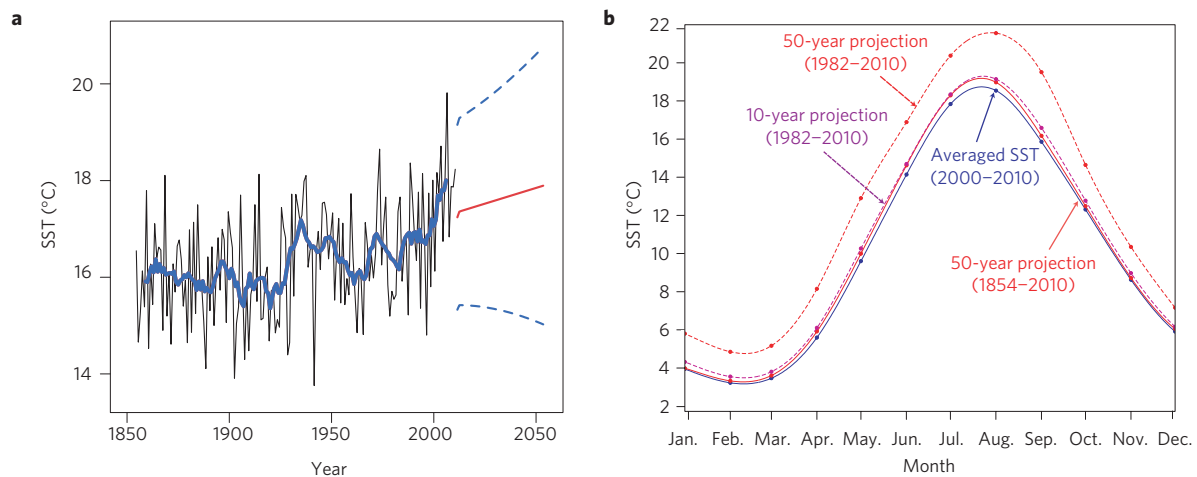 a
SST (°C)
20
18
16
14
1850
1900
1950
2000
2050
Year
b
SST (°C)
22
20
18
16
14
12
10
8
6
4
2
50-year projection
(1982–2010)
10-year projection
(1982–2010)
Averaged SST
(2000–2010)
50-year projection
(1854–2010)
Jan.
Feb.
Mar.
Apr.
May.
Jun.
Jul.
Aug.
Sep.
Oct.
Nov.
Dec.
Month